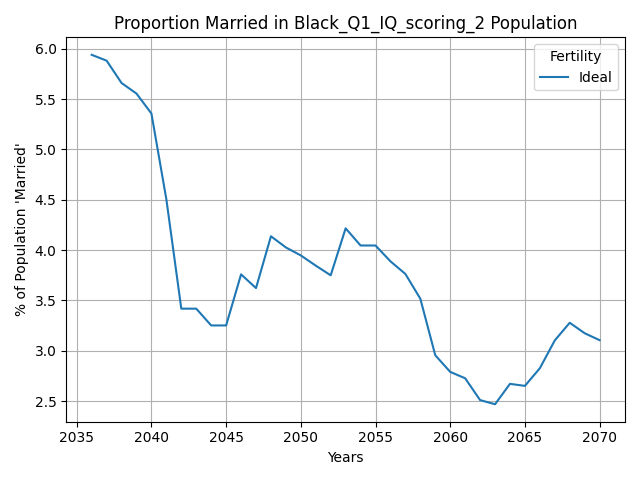 Proportion Married in Black_Q1_IQ_scoring_2 Population
Fertility
Ideal
% of Population 'Married'
6.0
5.5
5.0
4.5
4.0
3.5
3.0
2.5
2035 2040 2045 2050 2055 2060 2065 2070
Years